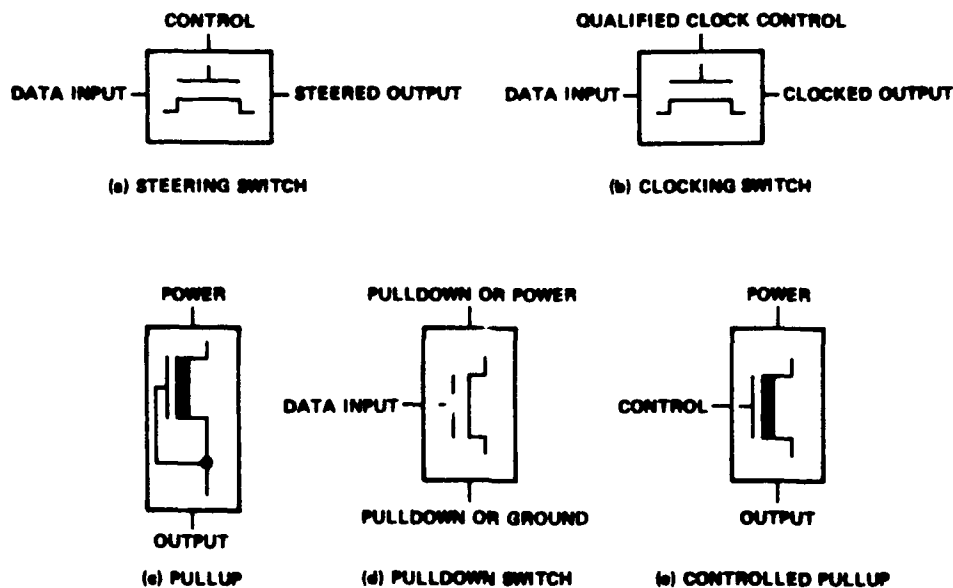 CONTROL
QUALIFIED CLOCK CONTROL
DATA INPUT
STEERED OUTPUT
DATA INPUT
CLOCKED OUTPUT
(a) STEERING SWITCH
(b) CLOCKING SWITCH
POWER
PULLDOWN OR POWER
POWER
DATA INPUT
CONTROL
PULLDOWN OR GROUND
OUTPUT
OUTPUT
(c) PULLUP
(d) PULLDOWN SWITCH
(e) CONTROLLED PULLUP